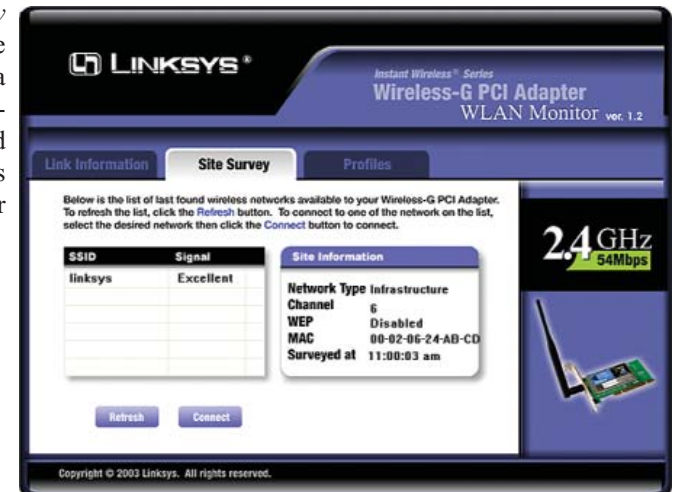 y
e
a
-
d
s
r
LINKSYS®
Instant Wireless® Series
Wireless-G PCI Adapter
WLAN Monitor ver. 1.2
Link Information
Site Survey
Profiles
Below is the list of last found wireless networks available to your Wireless-G PCI Adapter.
To refresh the list, click the Refresh button. To connect to one of the network on the list,
select the desired network then click the Connect button to connect.
SSID Signal
linksys Excellent
Site Information
Network Type Infrastructure
Channel 6
WEP Disabled
MAC 00-02-06-24-AB-CD
Surveyed at 11:00:03 am
Refresh
Connect
2.4 GHz
54Mbps
Copyright © 2003 Linksys. All rights reserved.